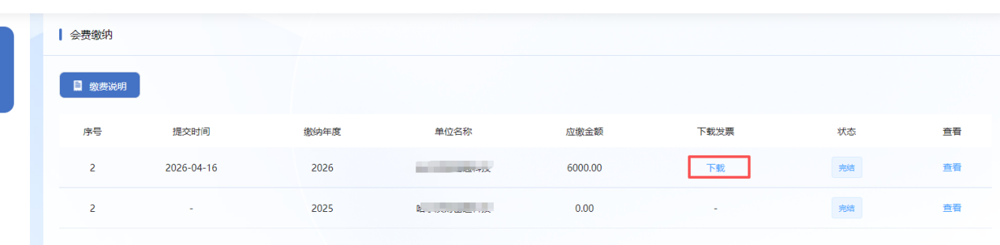 会费缴纳
缴费说明
序号 提交时间 缴纳年度 单位名称 应缴金额 下载发票 状态 查看
2 2026-04-16 2026 6000.00 下载 完结 查看
2 - 2025 0.00 - 完结 查看